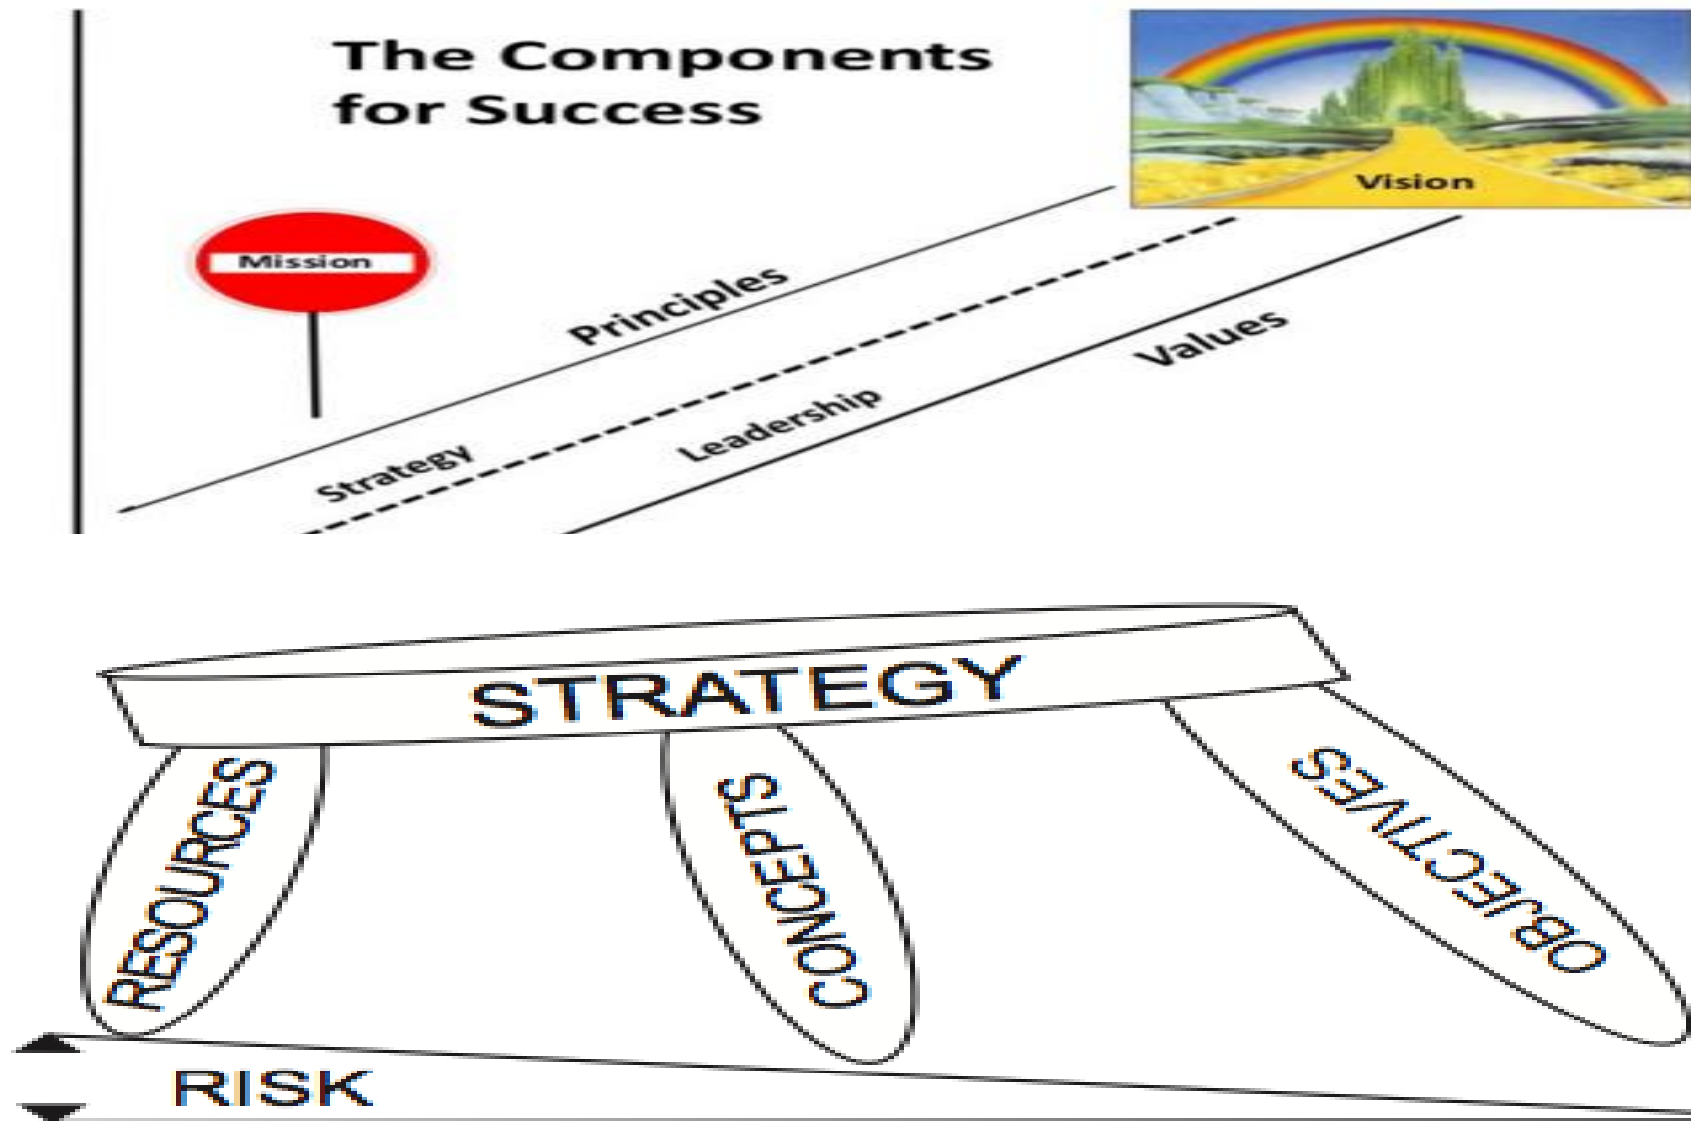 The Components
for Success
Vision
Mission
Principles
Values
Leadership
Strategy
STRATEGY
RESOURCES
CONCEPTS
OBJECTIVES
RISK